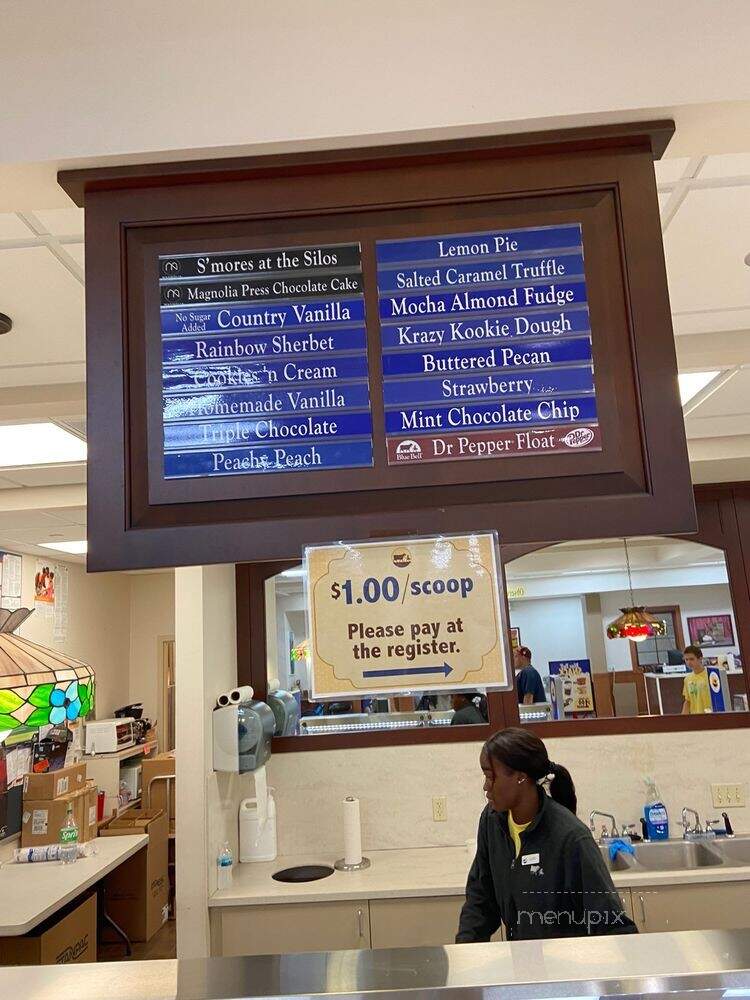 S'mores at the Silos
Magnolia Press Chocolate Cake
No Sugar Added Country Vanilla
Rainbow Sherbet
Cookies 'n Cream
Homemade Vanilla
Triple Chocolate
Peachy Peach
Lemon Pie
Salted Caramel Truffle
Mocha Almond Fudge
Krazy Kookie Dough
Buttered Pecan
Strawberry
Mint Chocolate Chip
Blue Bell Dr Pepper Float Dr Pepper
$1.00/scoop
Please pay at
the register.
Sprite
menupix